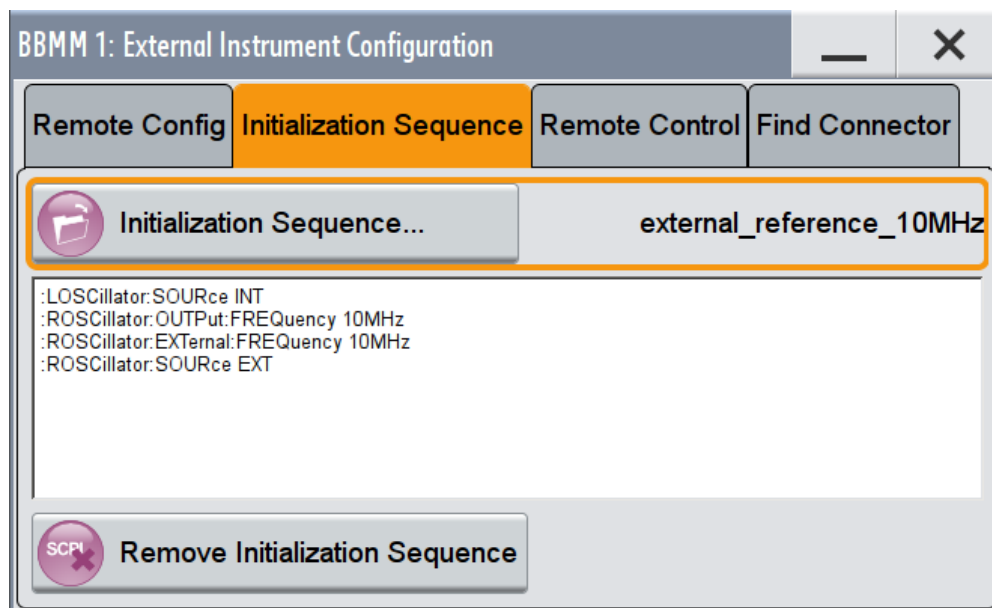 BBMM 1: External Instrument Configuration
Remote Config Initialization Sequence Remote Control Find Connector
Initialization Sequence... external_reference_10MHz
:LOSCillator:SOURce INT
:ROSCillator:OUTPut:FREQuency 10MHz
:ROSCillator:EXTernal:FREQuency 10MHz
:ROSCillator:SOURce EXT
SCPI Remove Initialization Sequence